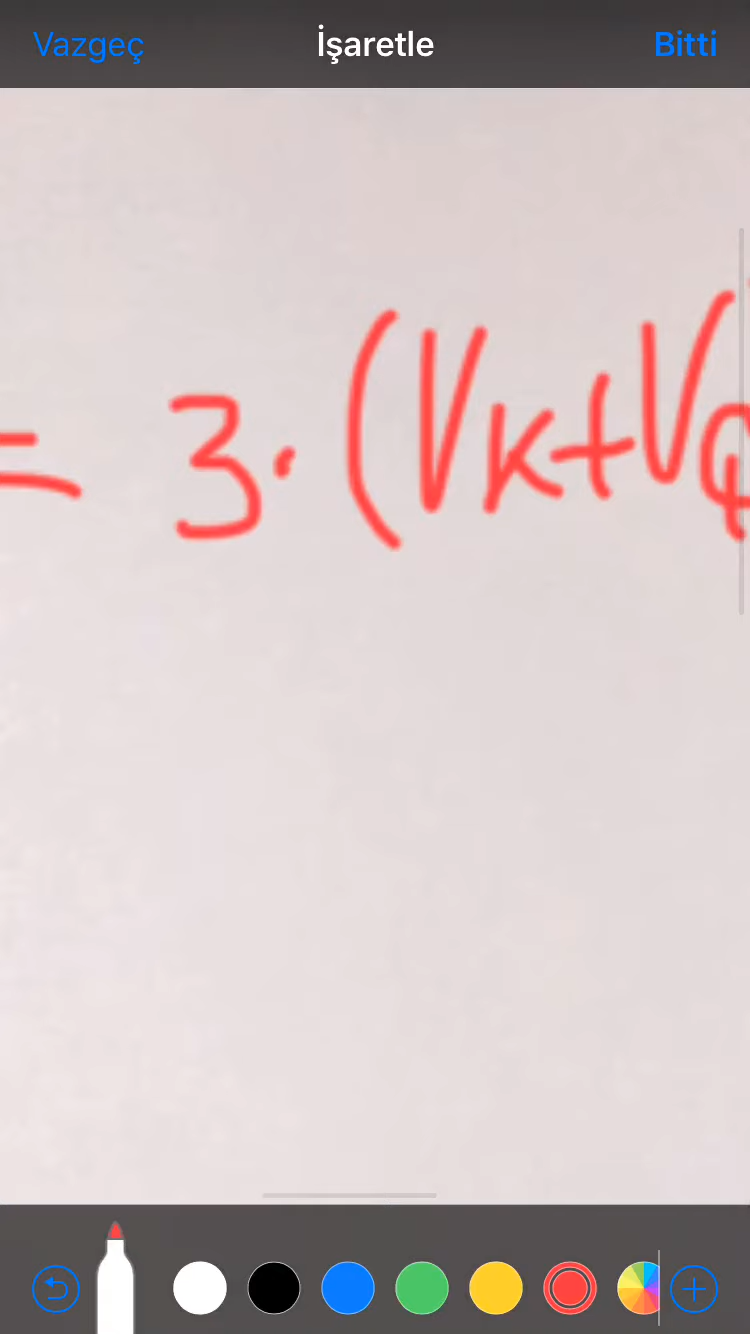 Vazgeç İşaretle Bitti
= 3. (VK+V